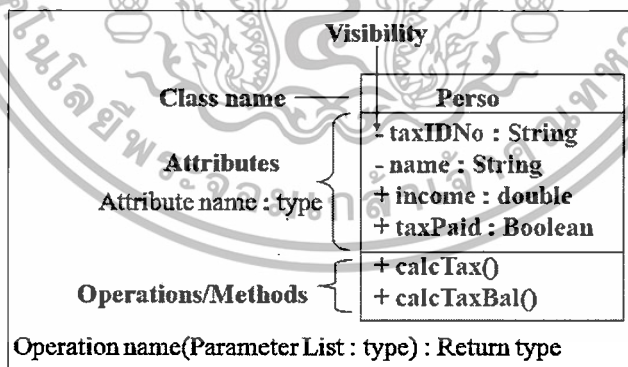 Visibility
Class name
Perso
Attributes
Attribute name : type
- taxIDNo : String
- name : String
+ income : double
+ taxPaid : Boolean
Operations/Methods
+ calcTax()
+ calcTaxBal()
Operation name(Parameter List : type) : Return type